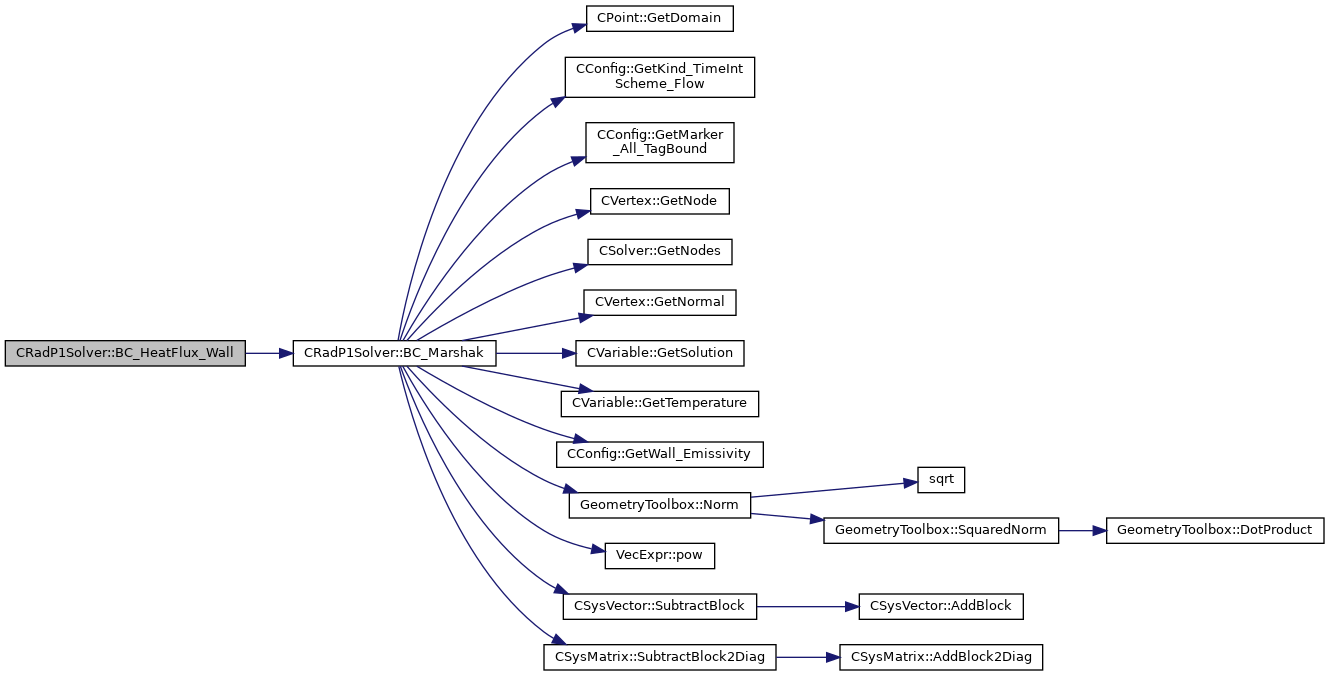 CPoint::GetDomain
CConfig::GetKind_TimeInt
Scheme_Flow
CConfig::GetMarker
_All_TagBound
CVertex::GetNode
CSolver::GetNodes
CVertex::GetNormal
CRadP1Solver::BC_HeatFlux_Wall
CRadP1Solver::BC_Marshak
CVariable::GetSolution
CVariable::GetTemperature
CConfig::GetWall_Emissivity
GeometryToolbox::Norm
sqrt
GeometryToolbox::SquaredNorm
GeometryToolbox::DotProduct
VecExpr::pow
CSysVector::SubtractBlock
CSysVector::AddBlock
CSysMatrix::SubtractBlock2Diag
CSysMatrix::AddBlock2Diag